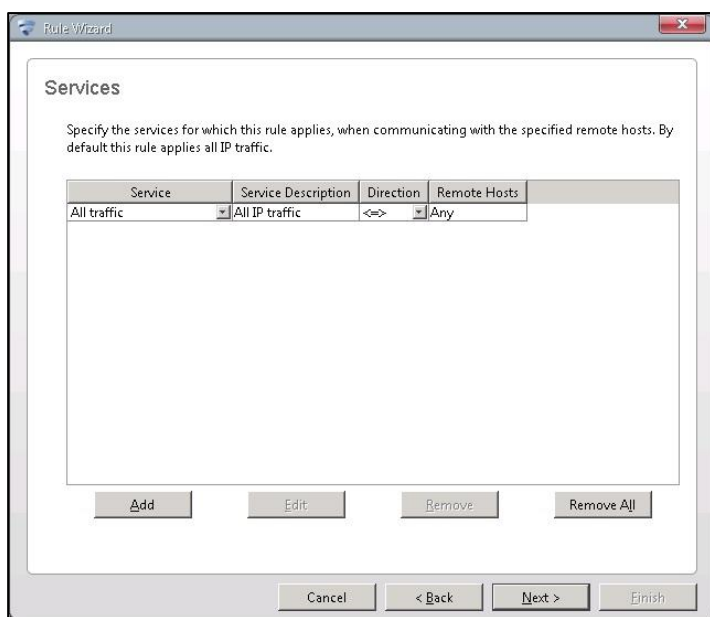 Rule Wizard
Services
Specify the services for which this rule applies, when communicating with the specified remote hosts. By
default this rule applies all IP traffic.
Service Service Description Direction Remote Hosts
All traffic All IP traffic <=> Any
Add Edit Remove Remove All
Cancel < Back Next > Finish